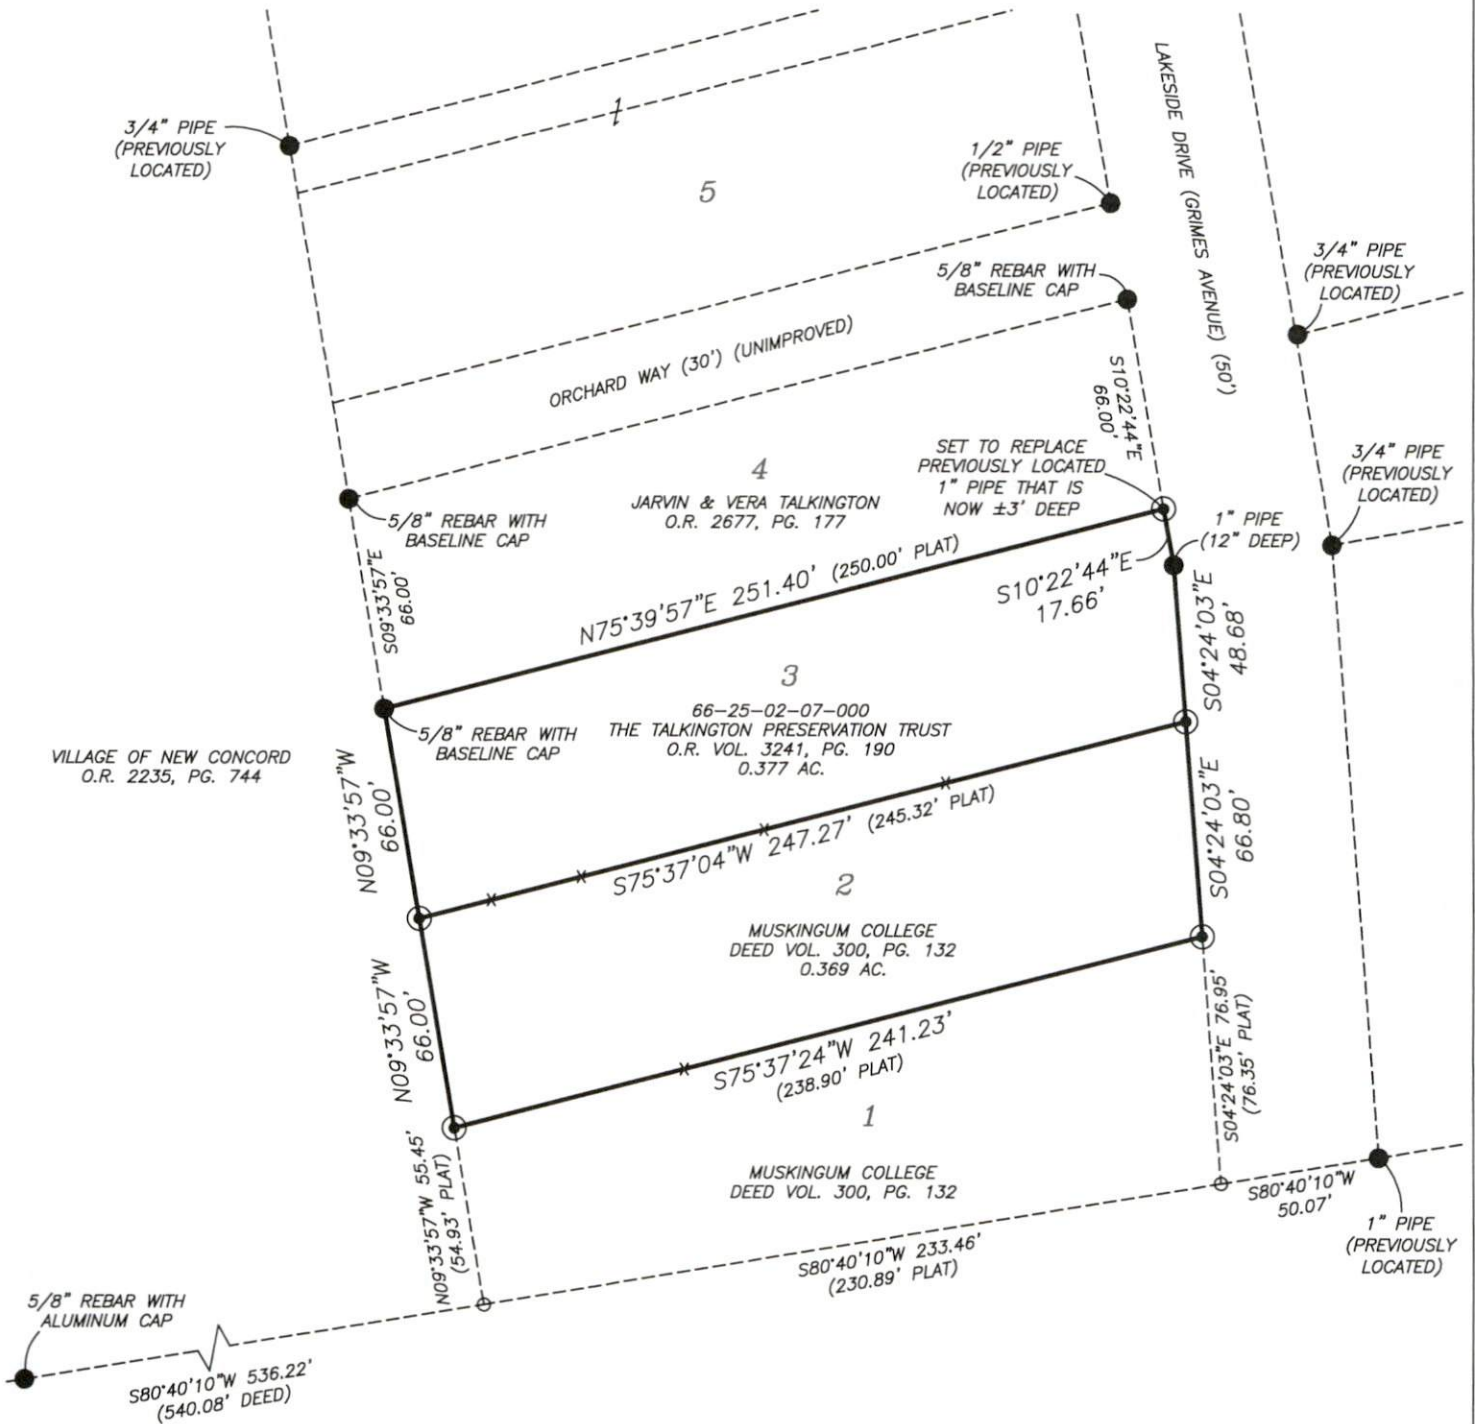 LAKESIDE DRIVE (GRIMES AVENUE) (50')
3/4" PIPE
(PREVIOUSLY
LOCATED)
1
5
1/2" PIPE
(PREVIOUSLY
LOCATED)
3/4" PIPE
(PREVIOUSLY
LOCATED)
5/8" REBAR WITH
BASELINE CAP
ORCHARD WAY (30') (UNIMPROVED)
S10°22'44"E
66.00'
SET TO REPLACE
PREVIOUSLY LOCATED
1" PIPE THAT IS
NOW ±3' DEEP
3/4" PIPE
(PREVIOUSLY
LOCATED)
4
JARVIN & VERA TALKINGTON
O.R. 2677, PG. 177
5/8" REBAR WITH
BASELINE CAP
1" PIPE
(12" DEEP)
S09°33'57"E
66.00'
N75°39'57"E 251.40' (250.00' PLAT)
S10°22'44"E
17.66'
S04°24'03"E
48.68'
3
66-25-02-07-000
THE TALKINGTON PRESERVATION TRUST
O.R. VOL. 3241, PG. 190
0.377 AC.
5/8" REBAR WITH
BASELINE CAP
VILLAGE OF NEW CONCORD
O.R. 2235, PG. 744
N09°33'57"W
66.00'
S75°37'04"W 247.27' (245.32' PLAT)
S04°24'03"E
66.80'
2
MUSKINGUM COLLEGE
DEED VOL. 300, PG. 132
0.369 AC.
N09°33'57"W
66.00'
S75°37'24"W 241.23'
(238.90' PLAT)
S04°24'03"E 76.95'
(76.35' PLAT)
1
MUSKINGUM COLLEGE
DEED VOL. 300, PG. 132
N09°33'57"W 55.45'
(54.93' PLAT)
S80°40'10"W
50.07'
1" PIPE
(PREVIOUSLY
LOCATED)
S80°40'10"W 233.46'
(230.89' PLAT)
5/8" REBAR WITH
ALUMINUM CAP
S80°40'10"W 536.22'
(540.08' DEED)